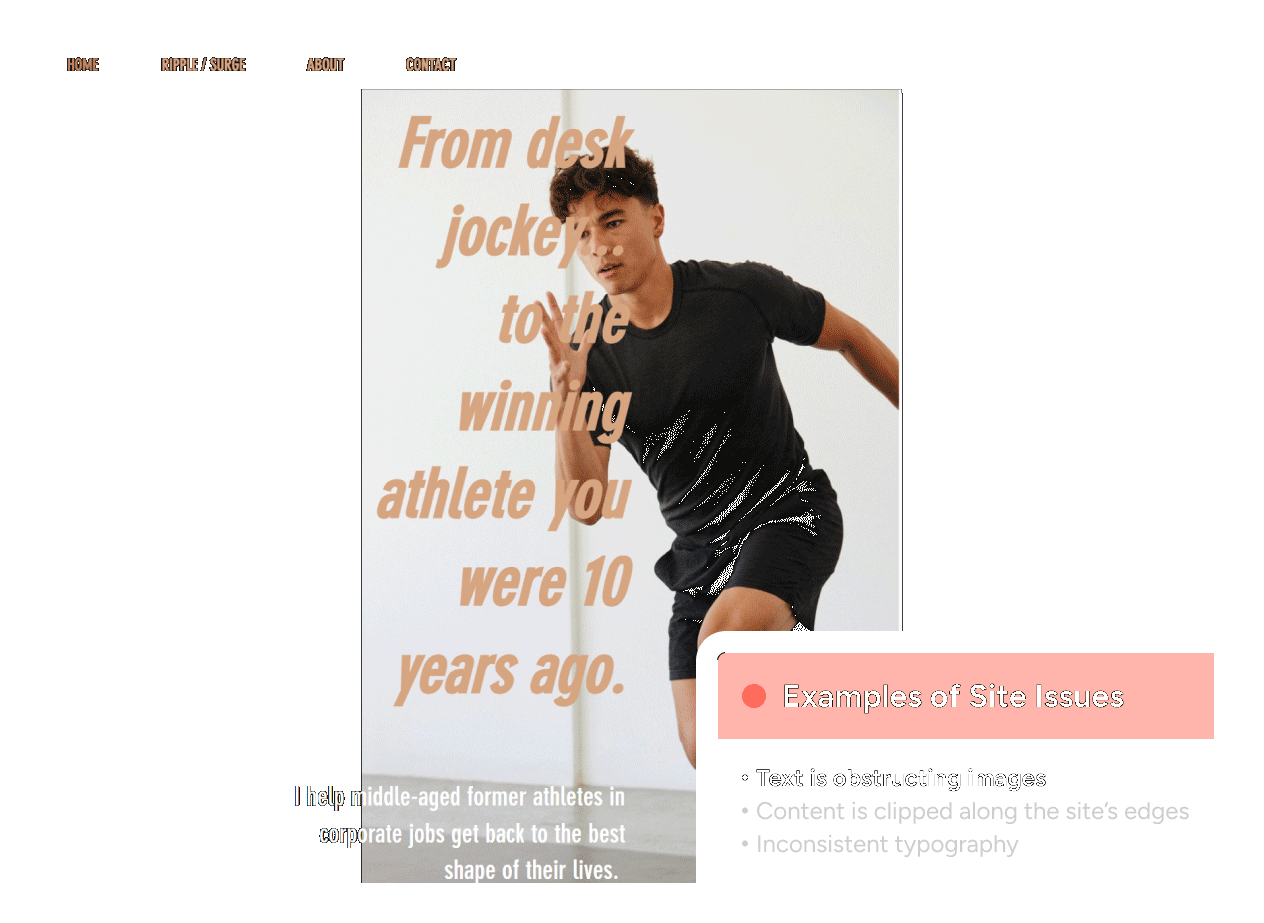 HOME RIPPLE / SURGE ABOUT CONTACT
From desk
jockey...
to the
winning
athlete you
were 10
years ago.
I help middle-aged former athletes in
corporate jobs get back to the best
shape of their lives.
Examples of Site Issues
• Text is obstructing images
• Content is clipped along the site’s edges
• Inconsistent typography